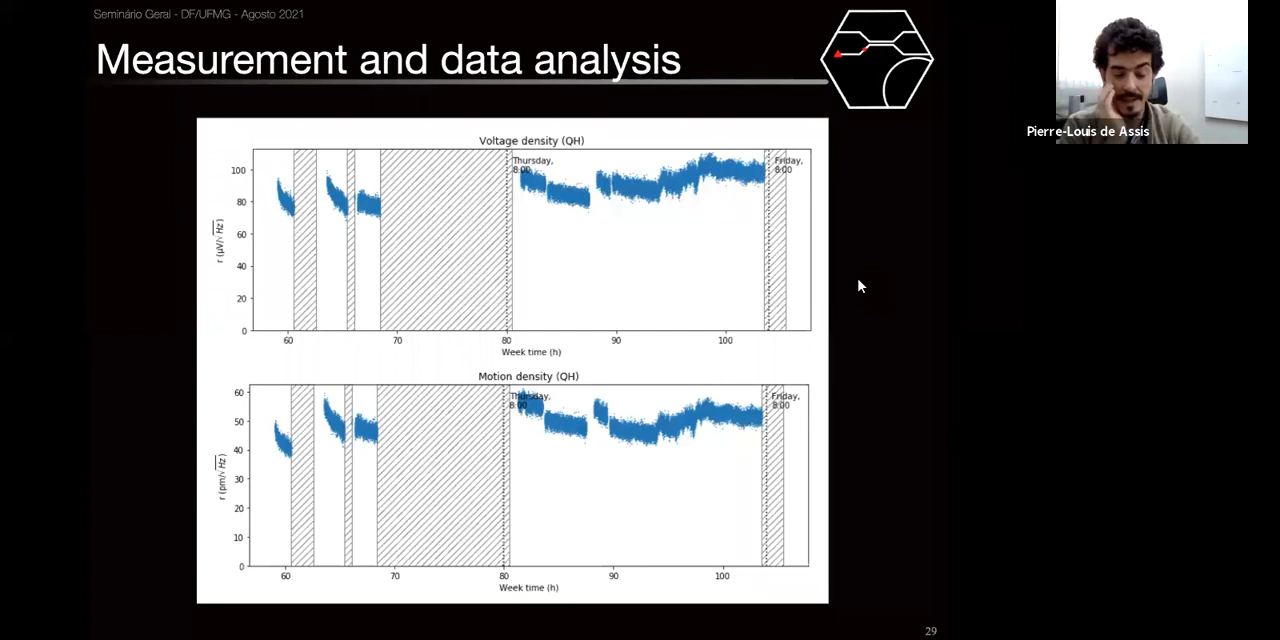 Seminário Geral - DF/UFMG - Agosto 2021
Measurement and data analysis
Pierre-Louis de Assis
Voltage density (QH)
Thursday,
8:00
Friday,
8:00
100
80
60
40
20
0
r (μV/√Hz)
60
70
80
90
100
Week time (h)
Motion density (QH)
Thursday,
8:00
Friday,
8:00
60
50
40
30
20
10
0
r (pm/√Hz)
60
70
80
90
100
Week time (h)
29